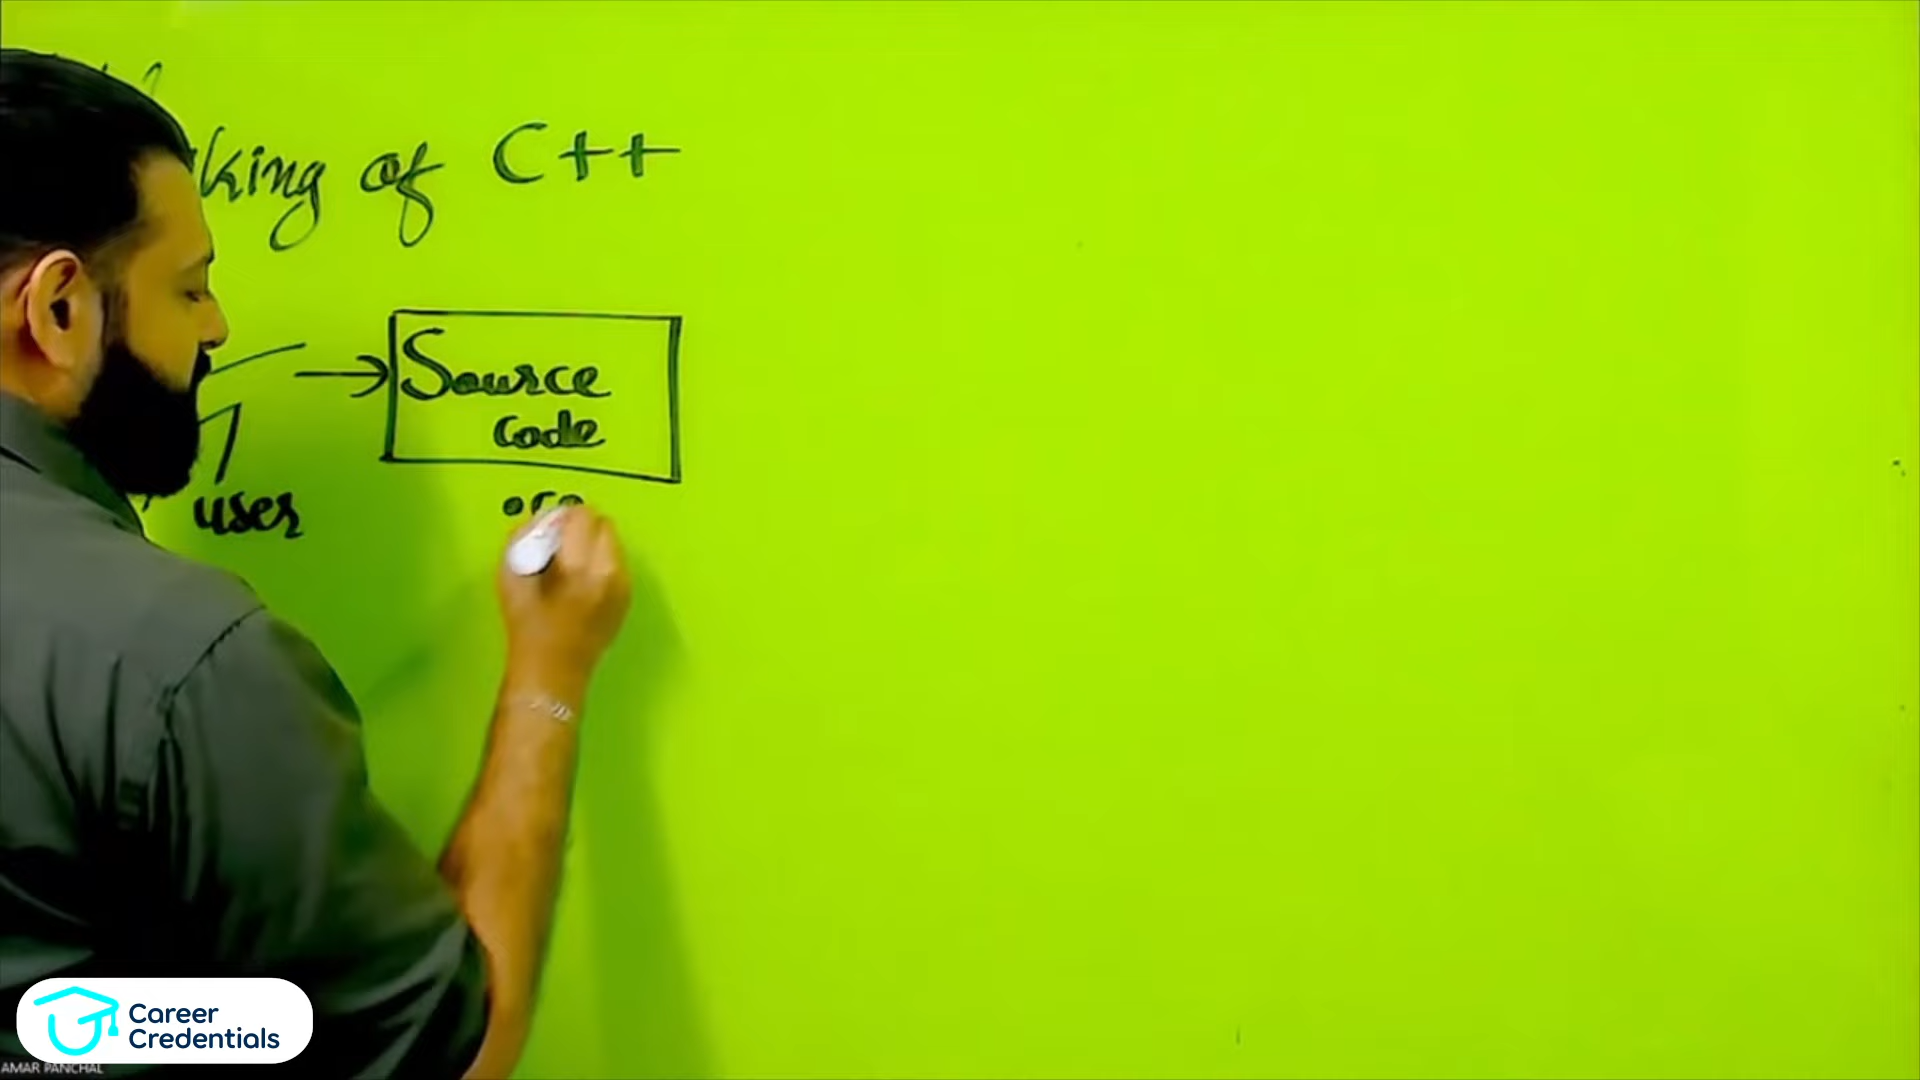 king of C++
Source
code
user
Career
Credentials
AMAR PANCHAL